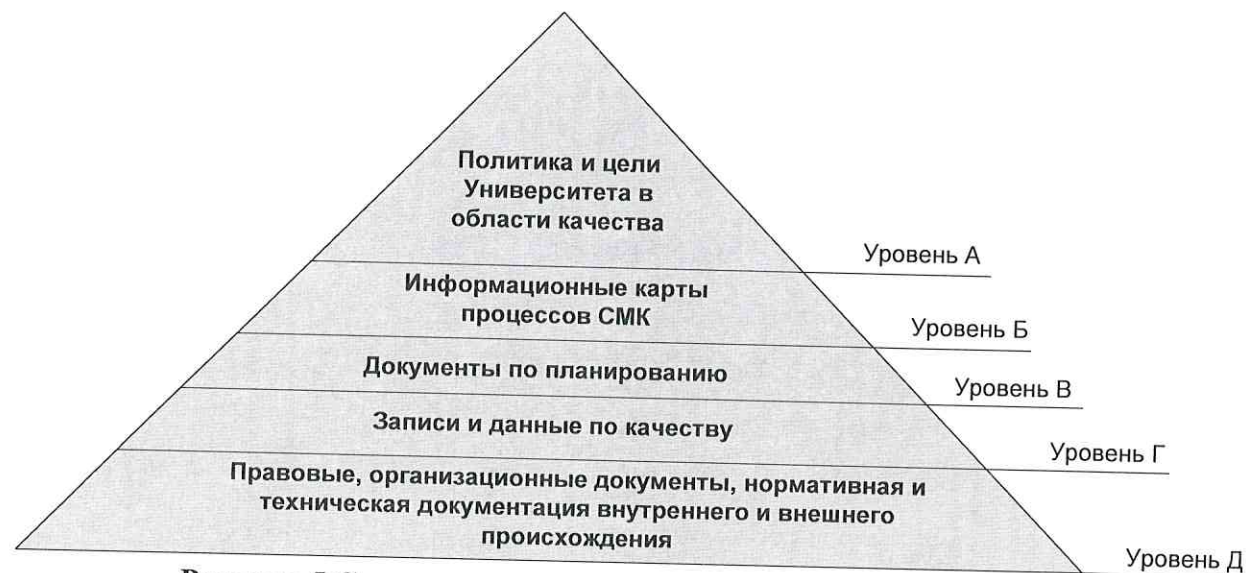 Политика и цели
Университета в
области качества
Уровень А
Информационные карты
процессов СМК
Уровень Б
Документы по планированию
Уровень В
Записи и данные по качеству
Уровень Г
Правовые, организационные документы, нормативная и
техническая документация внутреннего и внешнего
происхождения
Уровень Д